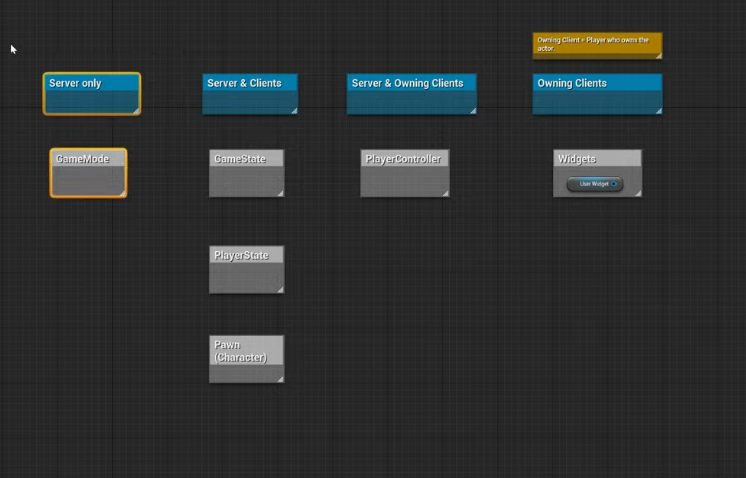 Owning Client = Player who owns the
actor.
Server only
Server & Clients
Server & Owning Clients
Owning Clients
GameMode
GameState
PlayerController
Widgets
User Widget
PlayerState
Pawn
(Character)